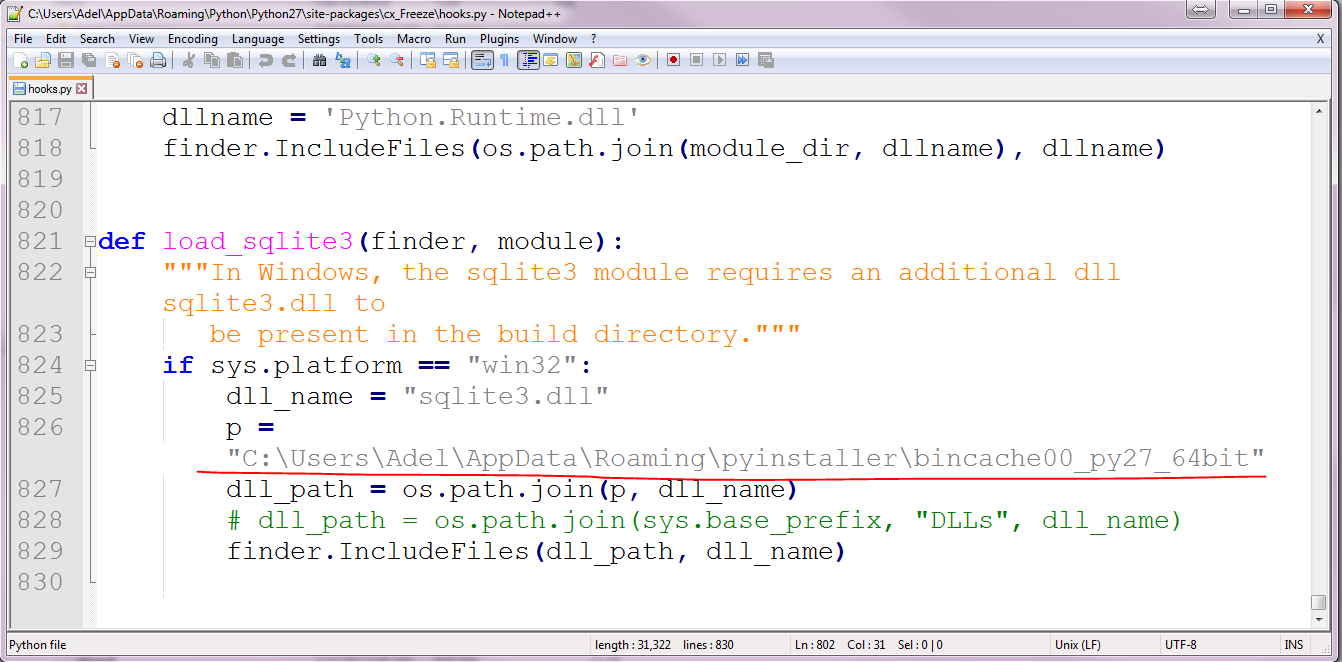 C:\Users\Adel\AppData\Roaming\Python\Python27\site-packages\cx_Freeze\hooks.py - Notepad++
File Edit Search View Encoding Language Settings Tools Macro Run Plugins Window ? X
hooks.py
817 dllname = 'Python.Runtime.dll'
818 finder.IncludeFiles(os.path.join(module_dir, dllname), dllname)
819
820
821 def load_sqlite3(finder, module):
822 """In Windows, the sqlite3 module requires an additional dll
sqlite3.dll to
823 be present in the build directory."""
824 if sys.platform == "win32":
825 dll_name = "sqlite3.dll"
826 p =
"C:\Users\Adel\AppData\Roaming\pyinstaller\bincache00_py27_64bit"
827 dll_path = os.path.join(p, dll_name)
828 # dll_path = os.path.join(sys.base_prefix, "DLLs", dll_name)
829 finder.IncludeFiles(dll_path, dll_name)
830
Python file length : 31,322 lines : 830 Ln : 802 Col : 31 Sel : 0 | 0 Unix (LF) UTF-8 INS